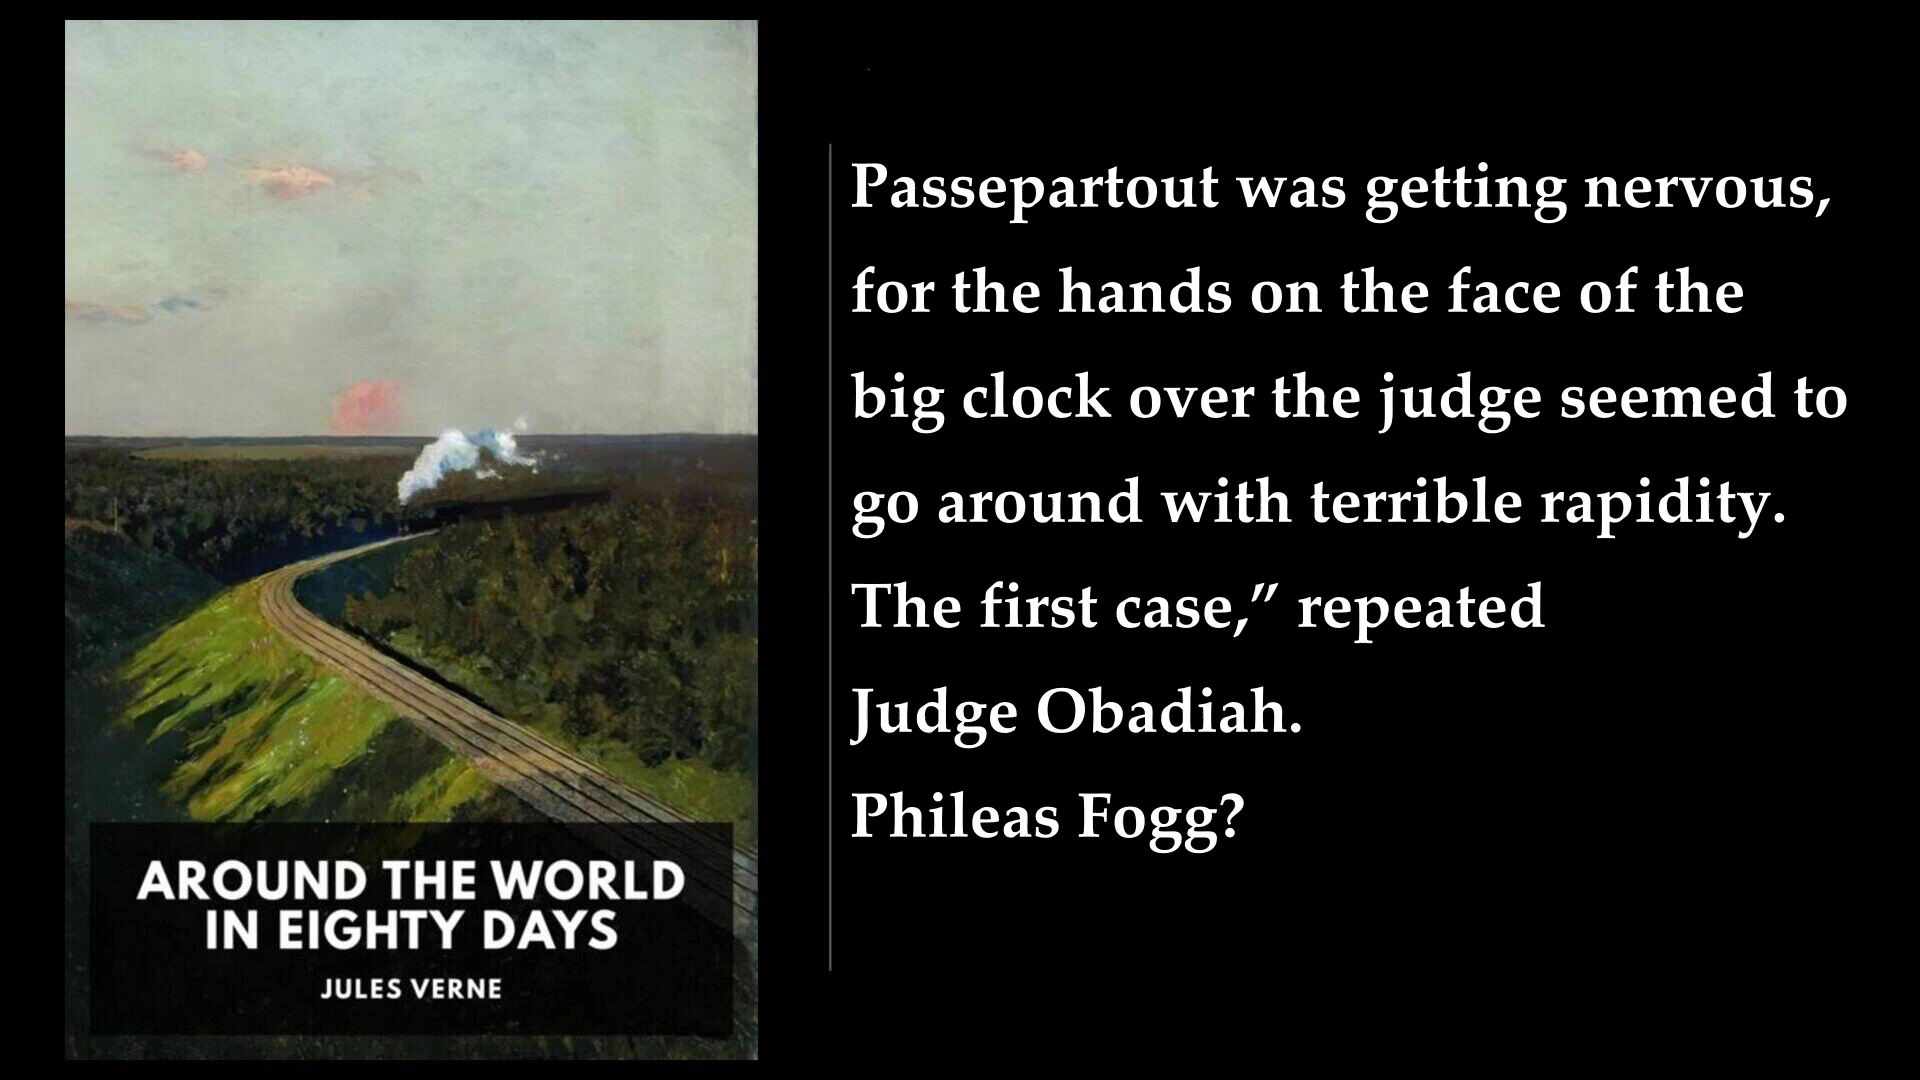 AROUND THE WORLD
IN EIGHTY DAYS
JULES VERNE
Passepartout was getting nervous,
for the hands on the face of the
big clock over the judge seemed to
go around with terrible rapidity.
The first case,” repeated
Judge Obadiah.
Phileas Fogg?